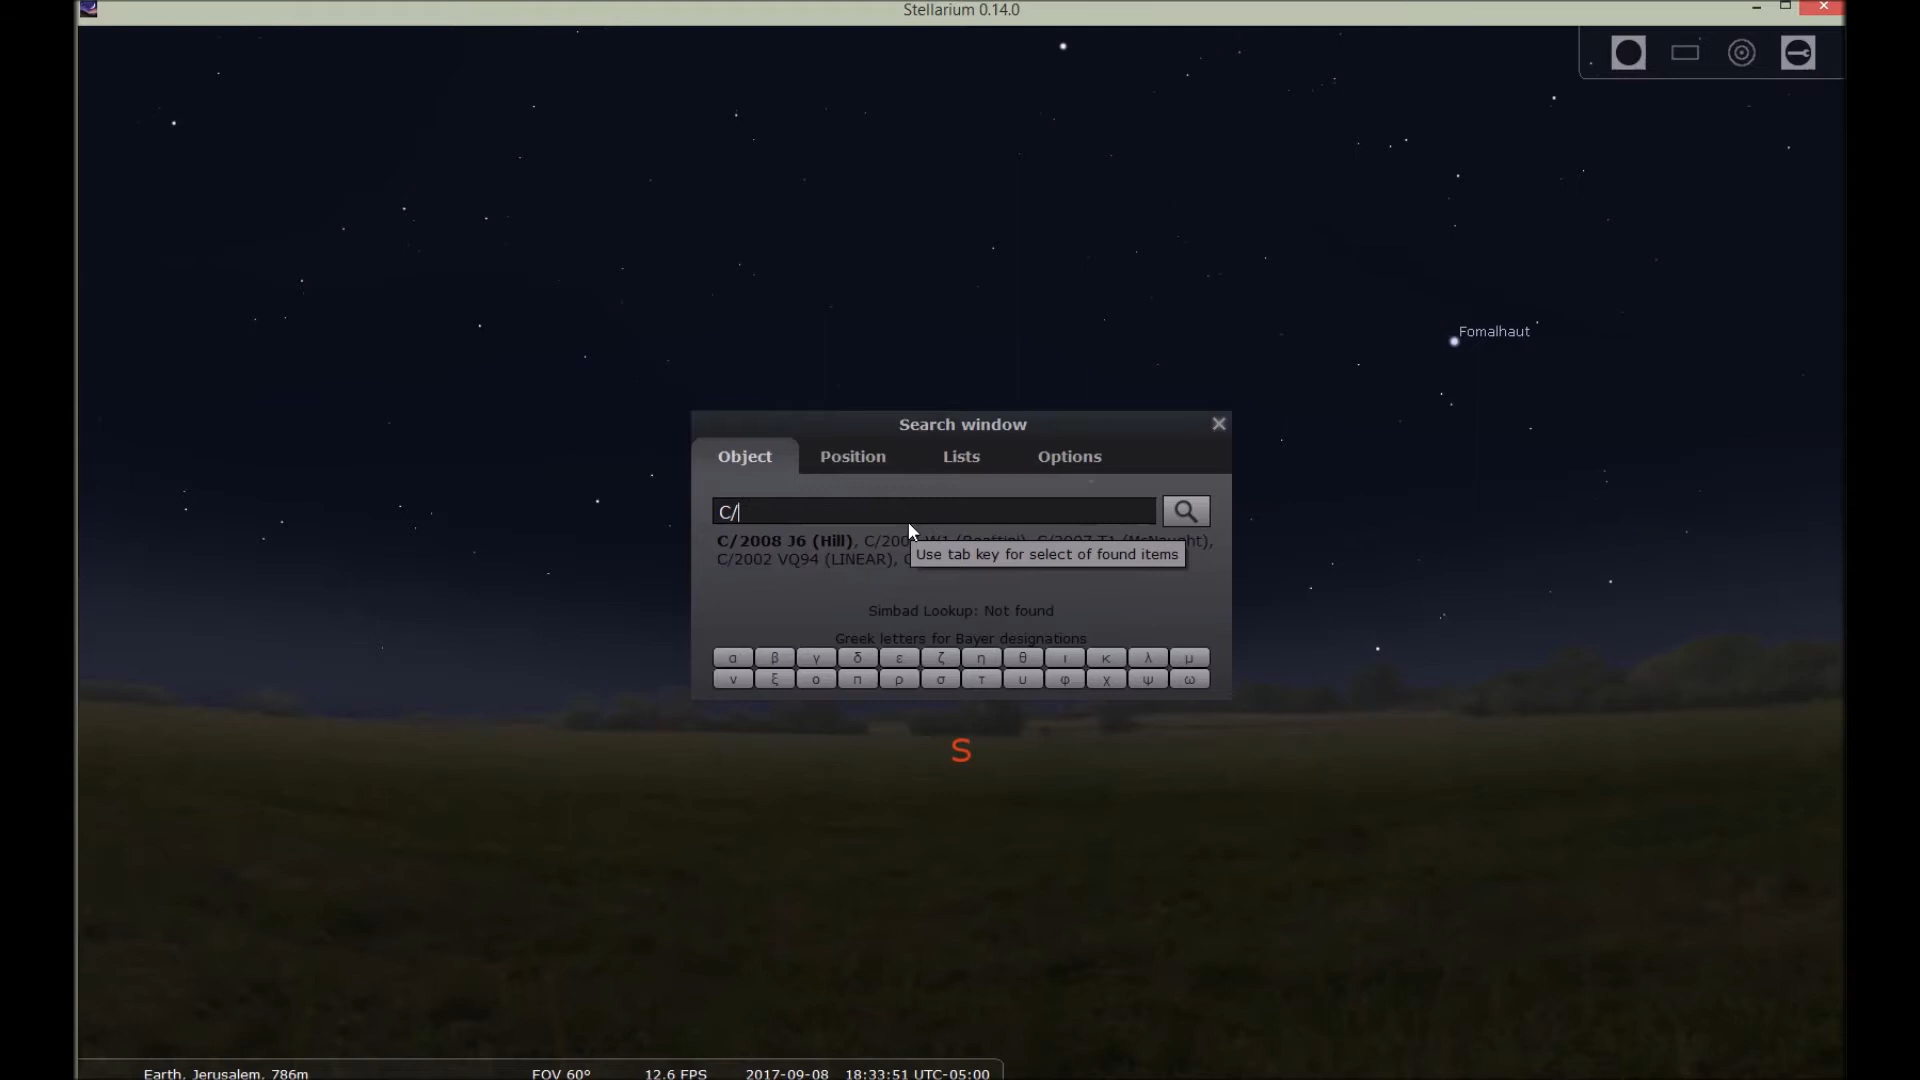 Stellarium 0.14.0
Fomalhaut
Search window
Object Position Lists Options
C/
C/2008 J6 (Hill), C/200
C/2002 VQ94 (LINEAR),
Use tab key for select of found items
Simbad Lookup: Not found
Greek letters for Bayer designations
α β γ δ ε ζ η θ ι κ λ μ
ν ξ ο π ρ σ τ υ φ χ ψ ω
S
Earth, Jerusalem, 786m FOV 60° 12.6 FPS 2017-09-08 18:33:51 UTC-05:00